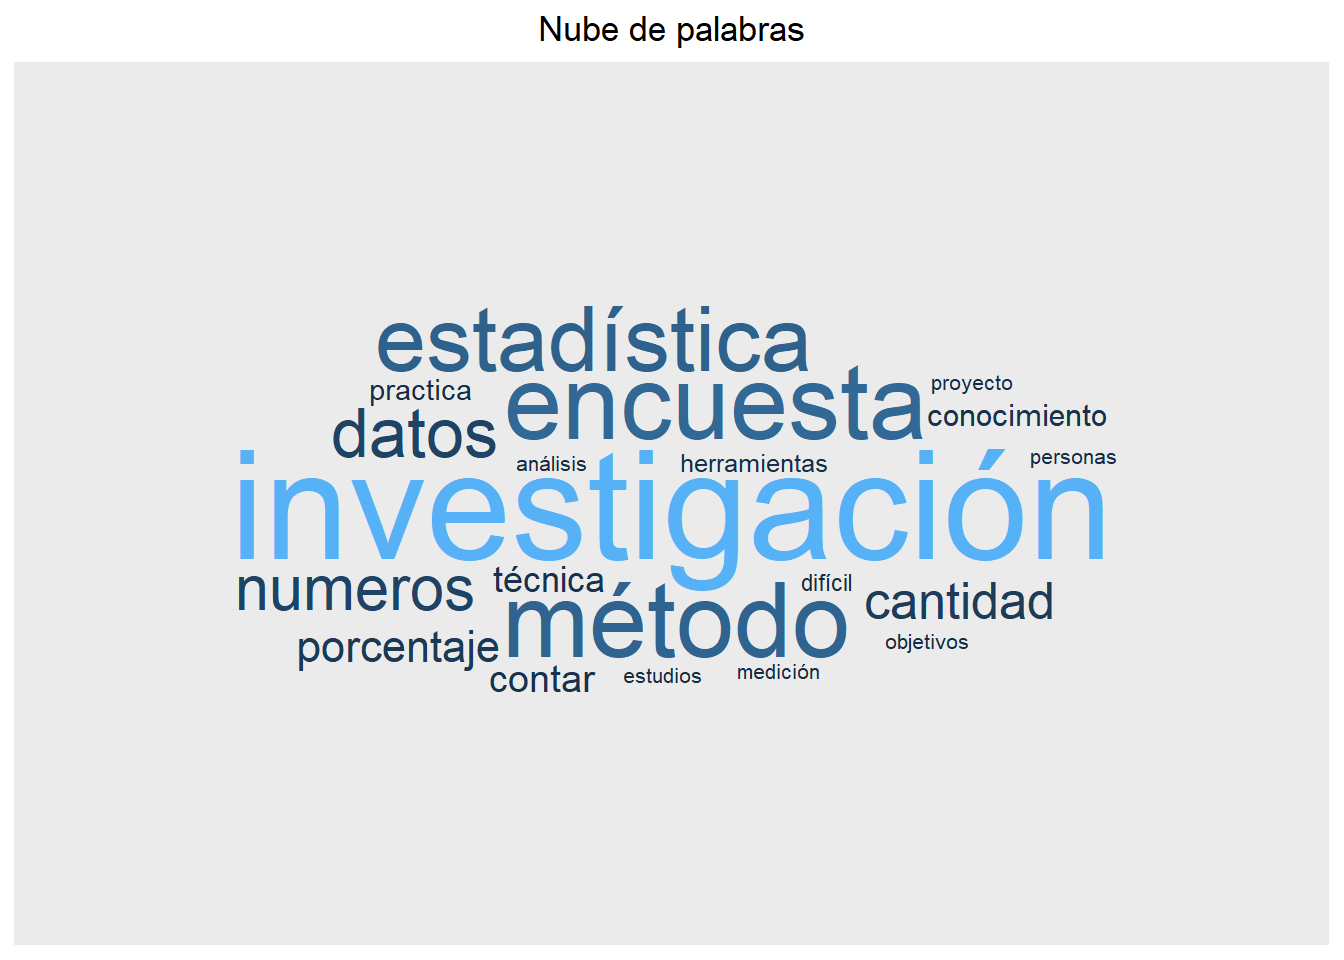 Nube de palabras
estadística
practica
encuesta
proyecto
datos
conocimiento
análisis
herramientas
personas
investigación
numeros
técnica
método
difícil
cantidad
porcentaje
objetivos
contar
estudios
medición